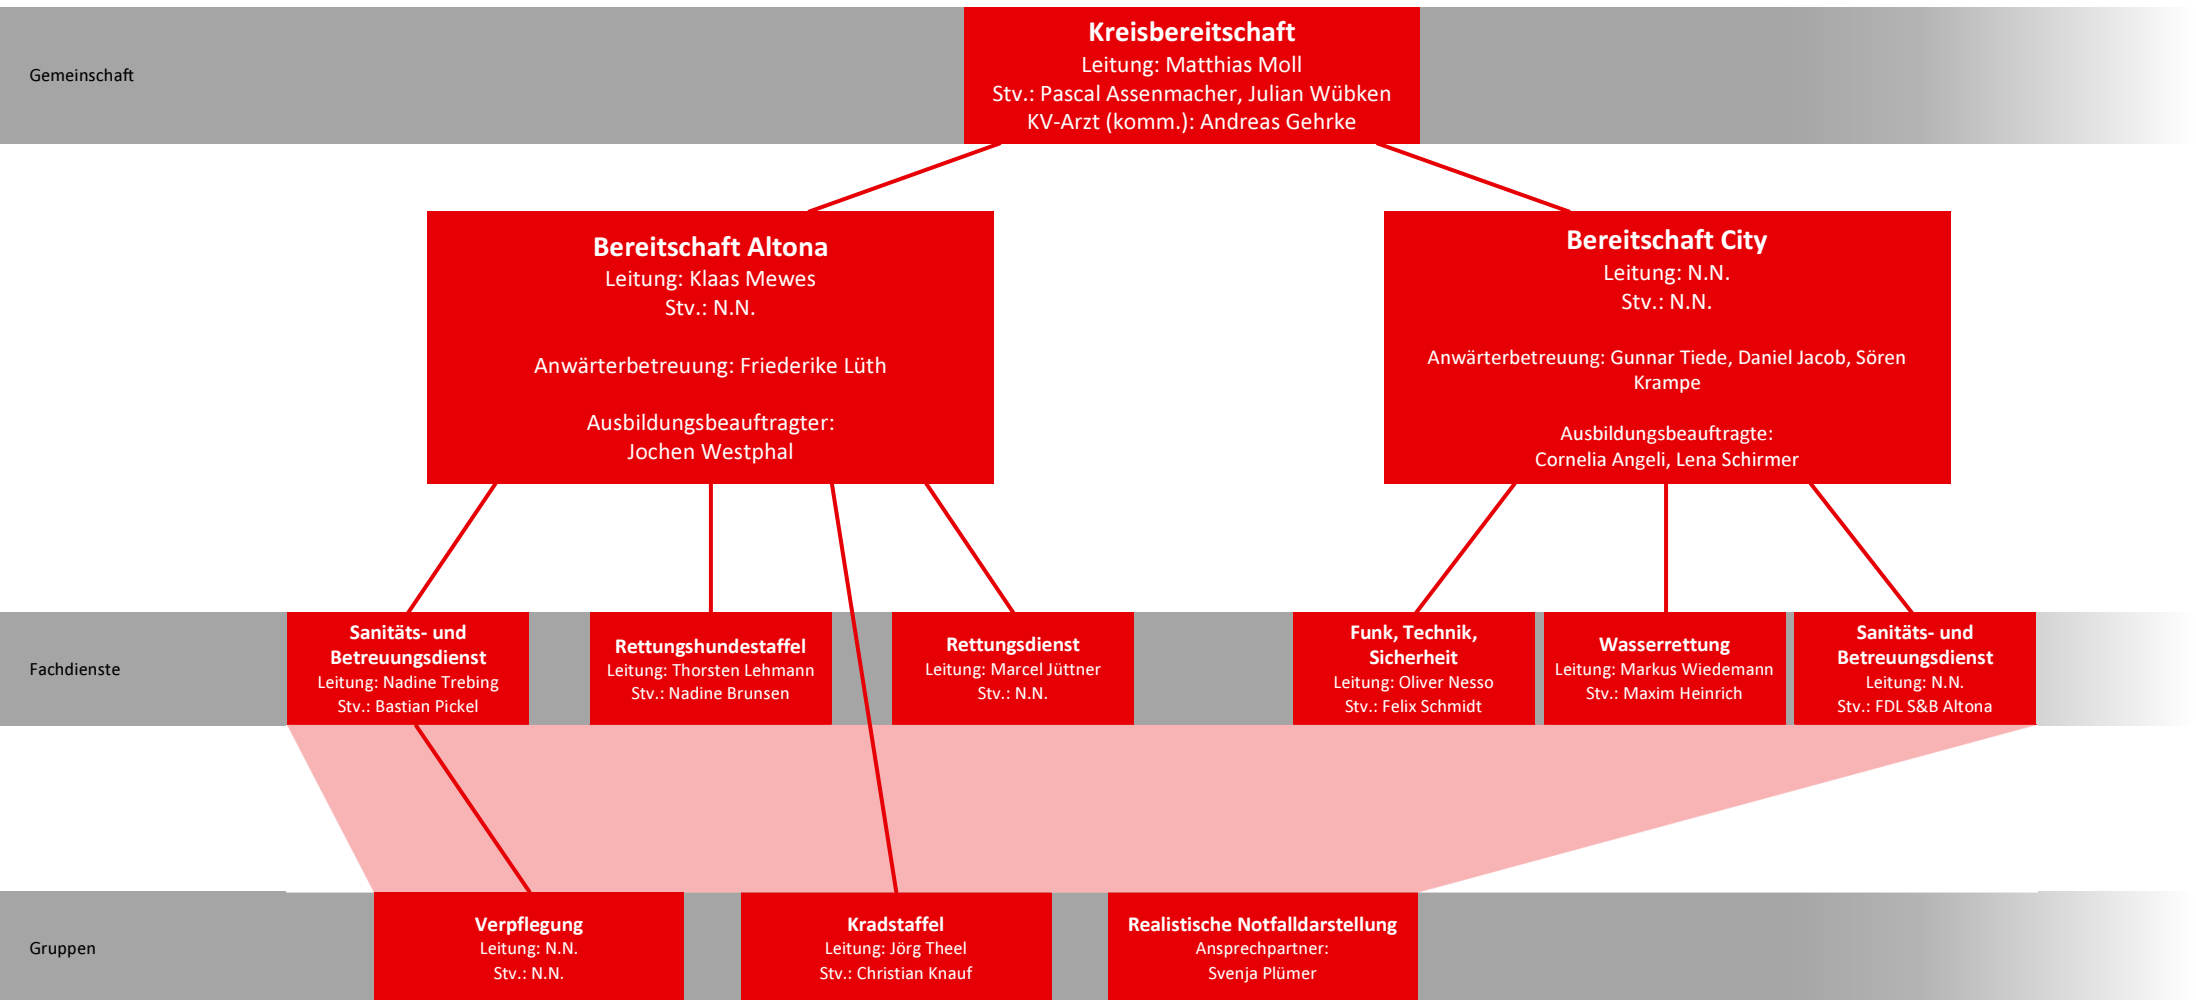 Kreisbereitschaft
Leitung: Matthias Moll
Stv.: Pascal Assenmacher, Julian Wübken
KV-Arzt (komm.): Andreas Gehrke
Gemeinschaft
Bereitschaft Altona
Leitung: Klaas Mewes
Stv.: N.N.
Anwärterbetreuung: Friederike Lüth
Ausbildungsbeauftragter:
Jochen Westphal
Bereitschaft City
Leitung: N.N.
Stv.: N.N.
Anwärterbetreuung: Gunnar Tiede, Daniel Jacob, Sören
Krampe
Ausbildungsbeauftragte:
Cornelia Angeli, Lena Schirmer
Fachdienste
Sanitäts- und
Betreuungsdienst
Leitung: Nadine Trebing
Stv.: Bastian Pickel
Rettungshundestaffel
Leitung: Thorsten Lehmann
Stv.: Nadine Brunsen
Rettungsdienst
Leitung: Marcel Jüttner
Stv.: N.N.
Funk, Technik,
Sicherheit
Leitung: Oliver Nesso
Stv.: Felix Schmidt
Wasserrettung
Leitung: Markus Wiedemann
Stv.: Maxim Heinrich
Sanitäts- und
Betreuungsdienst
Leitung: N.N.
Stv.: FDL S&B Altona
Gruppen
Verpflegung
Leitung: N.N.
Stv.: N.N.
Kradstaffel
Leitung: Jörg Theel
Stv.: Christian Knauf
Realistische Notfalldarstellung
Ansprechpartner:
Svenja Plümer